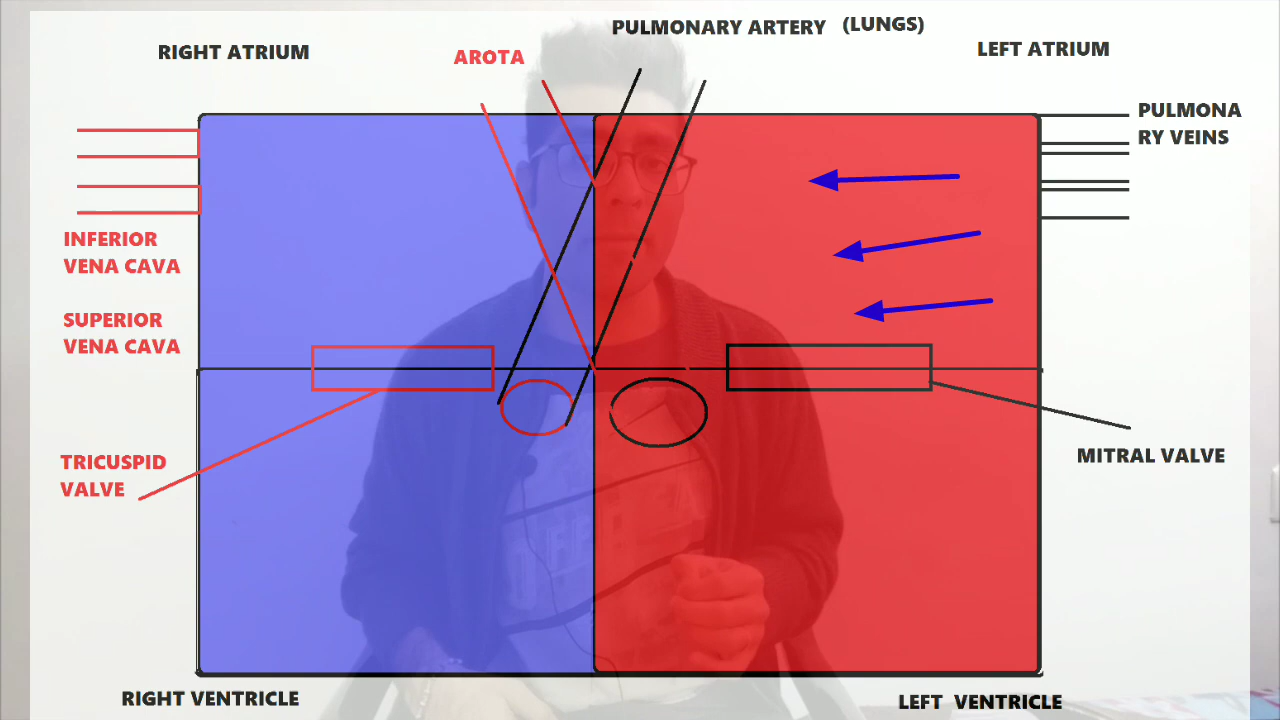 PULMONARY ARTERY (LUNGS)
RIGHT ATRIUM
AROTA
LEFT ATRIUM
PULMONA
RY VEINS
INFERIOR
VENA CAVA
SUPERIOR
VENA CAVA
TRICUSPID
VALVE
MITRAL VALVE
RIGHT VENTRICLE
LEFT VENTRICLE